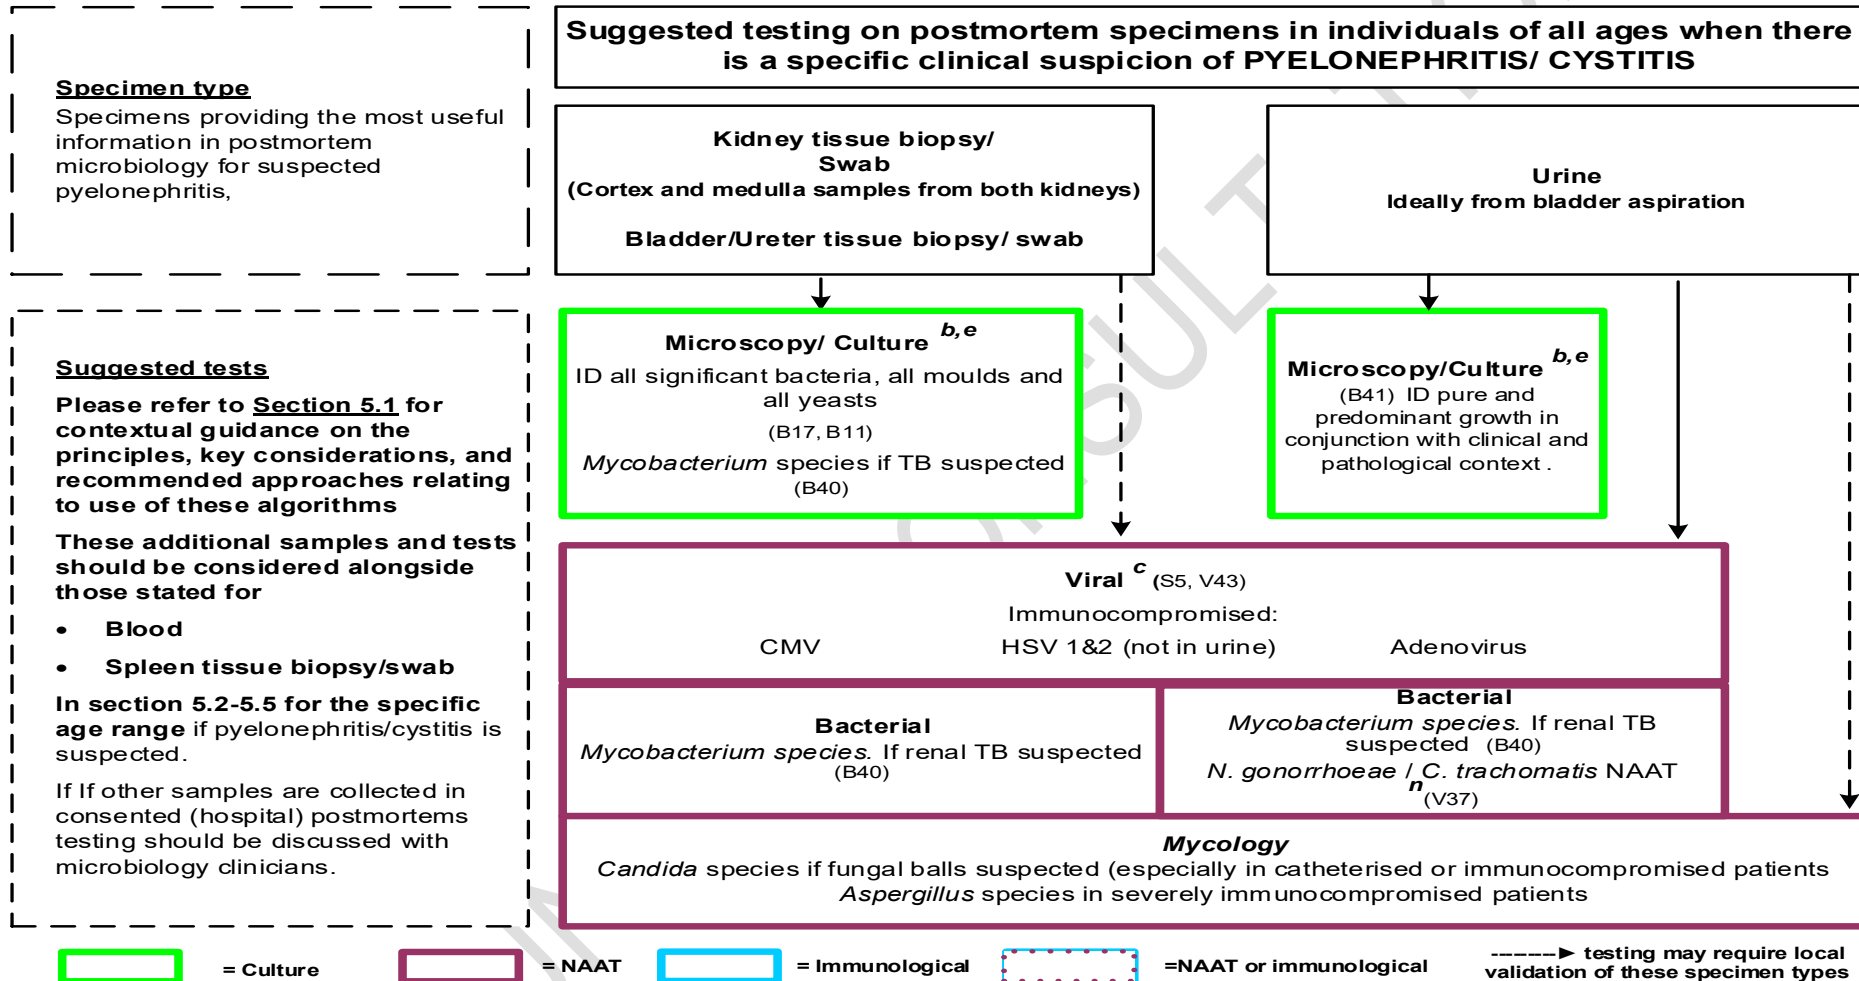 Suggested testing on postmortem specimens in individuals of all ages when there
is a specific clinical suspicion of PYELONEPHRITIS/ CYSTITIS
Specimen type
Specimens providing the most useful
information in postmortem
microbiology for suspected
pyelonephritis,
Kidney tissue biopsy/
Swab
(Cortex and medulla samples from both kidneys)
Bladder/Ureter tissue biopsy/ swab
Urine
Ideally from bladder aspiration
Suggested tests
Please refer to Section 5.1 for
contextual guidance on the
principles, key considerations, and
recommended approaches relating
to use of these algorithms
These additional samples and tests
should be considered alongside
those stated for
• Blood
• Spleen tissue biopsy/swab
In section 5.2-5.5 for the specific
age range if pyelonephritis/cystitis is
suspected.
If If other samples are collected in
consented (hospital) postmortems
testing should be discussed with
microbiology clinicians.
Microscopy/ Culture b,e
ID all significant bacteria, all moulds and
all yeasts
(B17, B11)
Mycobacterium species if TB suspected
(B40)
Microscopy/Culture b,e
(B41) ID pure and
predominant growth in
conjunction with clinical and
pathological context .
Viral c (S5, V43)
Immunocompromised:
CMV HSV 1&2 (not in urine) Adenovirus
Bacterial
Mycobacterium species. If renal TB suspected
(B40)
Bacterial
Mycobacterium species. If renal TB
suspected (B40)
N. gonorrhoeae / C. trachomatis NAAT
n (V37)
Mycology
Candida species if fungal balls suspected (especially in catheterised or immunocompromised patients
Aspergillus species in severely immunocompromised patients
= Culture
= NAAT
= Immunological
=NAAT or immunological
testing may require local
validation of these specimen types